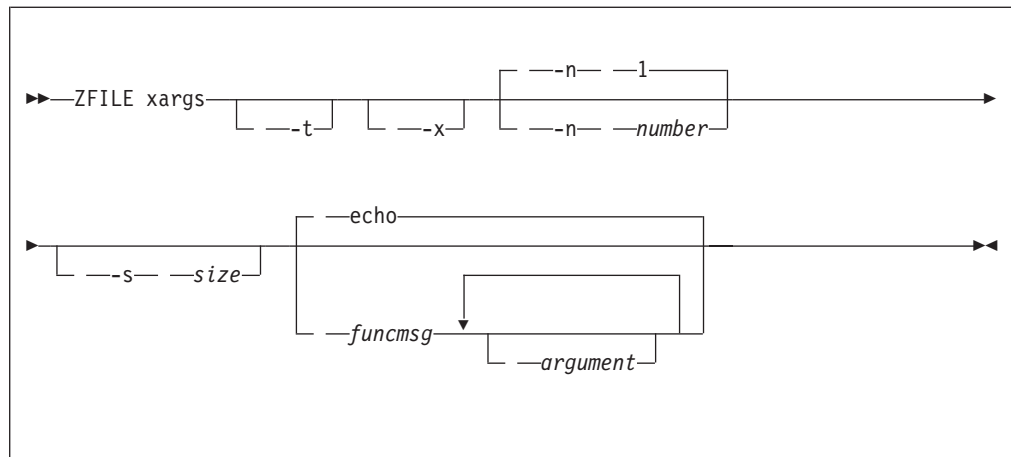 -n 1
ZFILE xargs
-t -x -n number
echo
-s size
funcmsg
argument